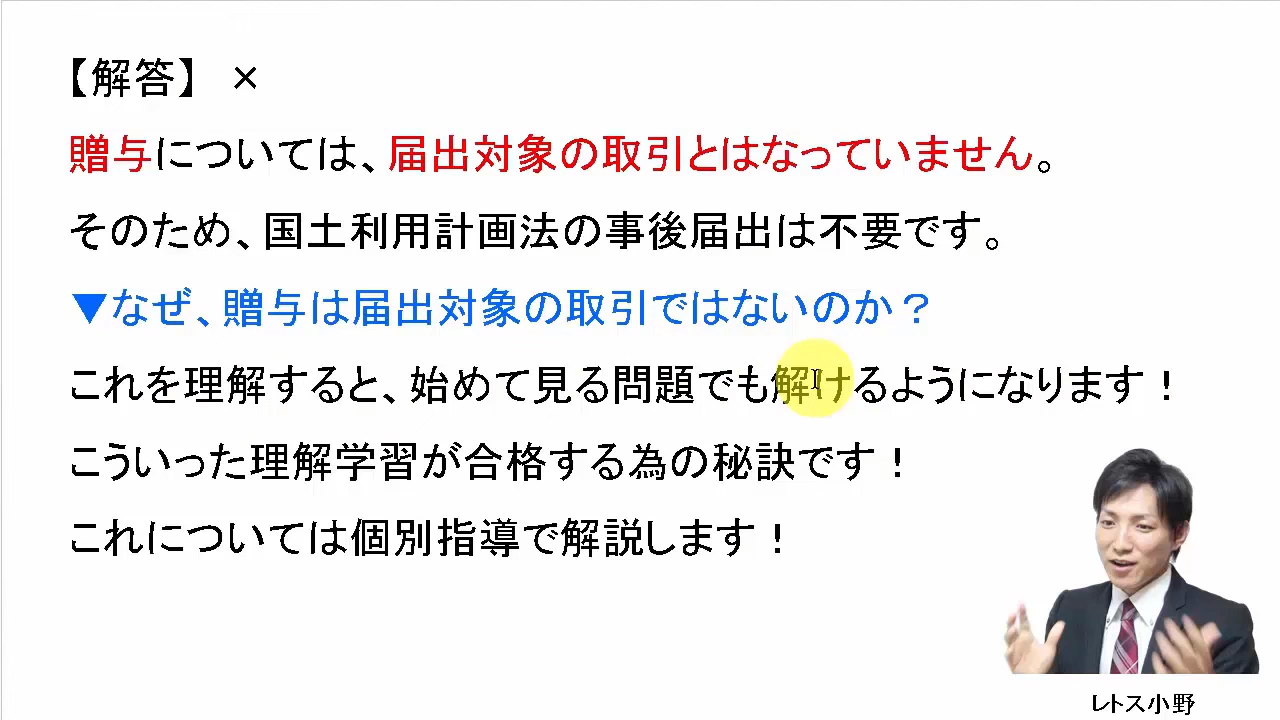 【解答】 ×
贈与については、届出対象の取引とはなっていません。
そのため、国土利用計画法の事後届出は不要です。
▼なぜ、贈与は届出対象の取引ではないのか？
これを理解すると、始めて見る問題でも解けるようになります！
こういった理解学習が合格する為の秘訣です！
これについては個別指導で解説します！
レトス小野